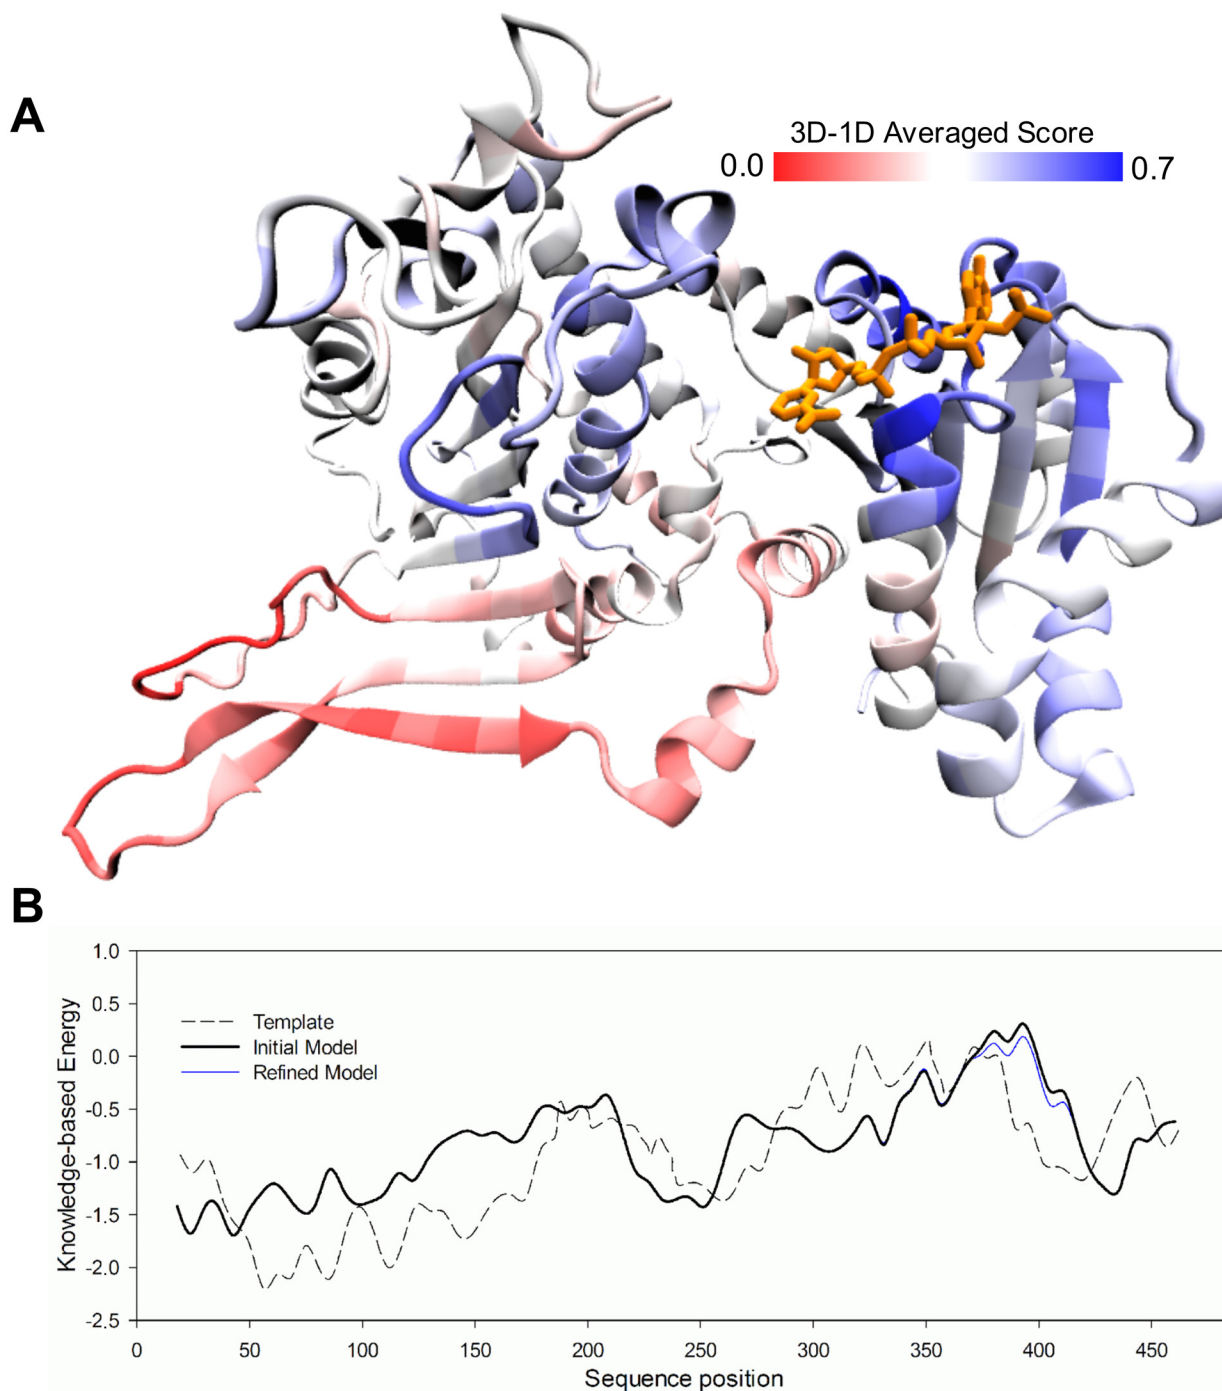 A
3D-1D Averaged Score
0.0 0.7
B
1.0
0.5
0.0
-0.5
-1.0
-1.5
-2.0
-2.5
Knowledge-based Energy
Template
Initial Model
Refined Model
0 50 100 150 200 250 300 350 400 450
Sequence position